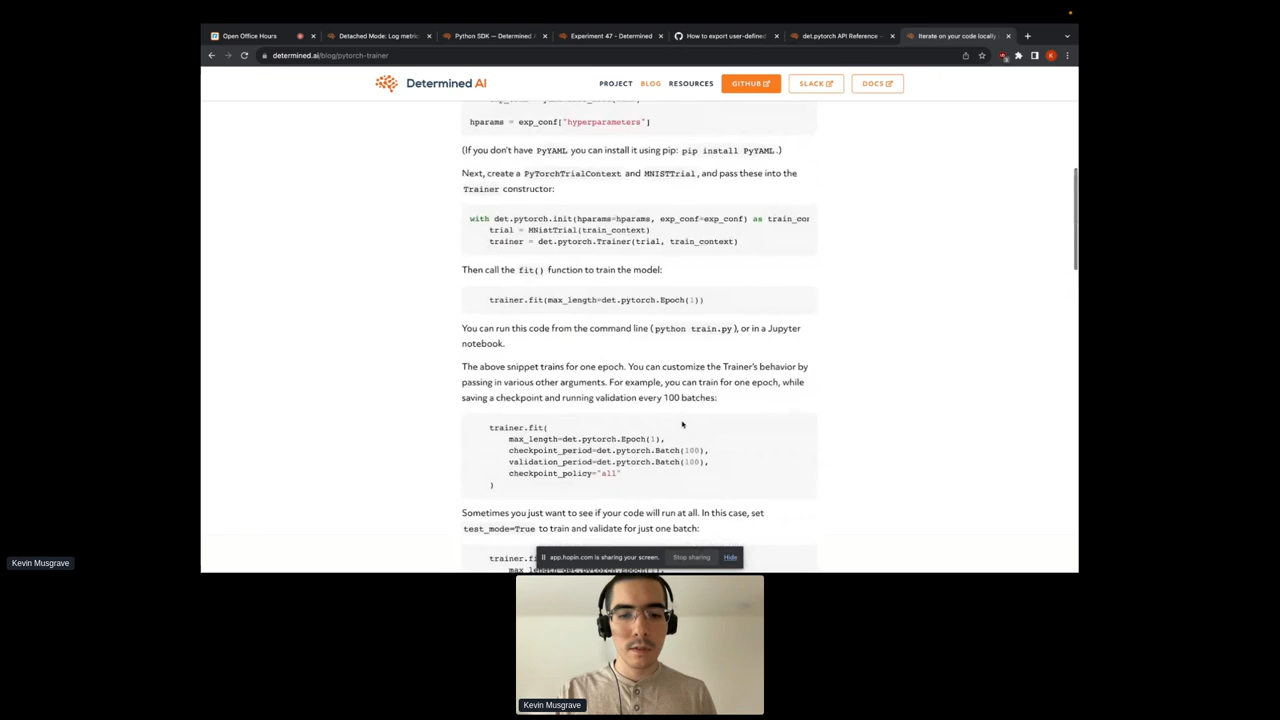 Open Office Hours
Detached Mode: Log metric
Python SDK — Determined A
Experiment 47 - Determined
How to export user-defined
det.pytorch API Reference –
Iterate on your code locally
determined.ai/blog/pytorch-trainer
Determined AI
PROJECT
BLOG
RESOURCES
GITHUB
SLACK
DOCS
hparams = exp_conf["hyperparameters"]
(If you don't have PyYAML you can install it using pip: pip install PyYAML.)
Next, create a PyTorchTrialContext and MNISTTrial, and pass these into the
Trainer constructor:
with det.pytorch.init(hparams=hparams, exp_conf=exp_conf) as train_con
trial = MNistTrial(train_context)
trainer = det.pytorch.Trainer(trial, train_context)
Then call the fit() function to train the model:
trainer.fit(max_length=det.pytorch.Epoch(1))
You can run this code from the command line (python train.py), or in a Jupyter
notebook.
The above snippet trains for one epoch. You can customize the Trainer's behavior by
passing in various other arguments. For example, you can train for one epoch, while
saving a checkpoint and running validation every 100 batches:
trainer.fit(
max_length=det.pytorch.Epoch(1),
checkpoint_period=det.pytorch.Batch(100),
validation_period=det.pytorch.Batch(100),
checkpoint_policy="all"
)
Sometimes you just want to see if your code will run at all. In this case, set
test_mode=True to train and validate for just one batch:
trainer.fi
app.hopin.com is sharing your screen.
Stop sharing
Hide
Kevin Musgrave
Kevin Musgrave